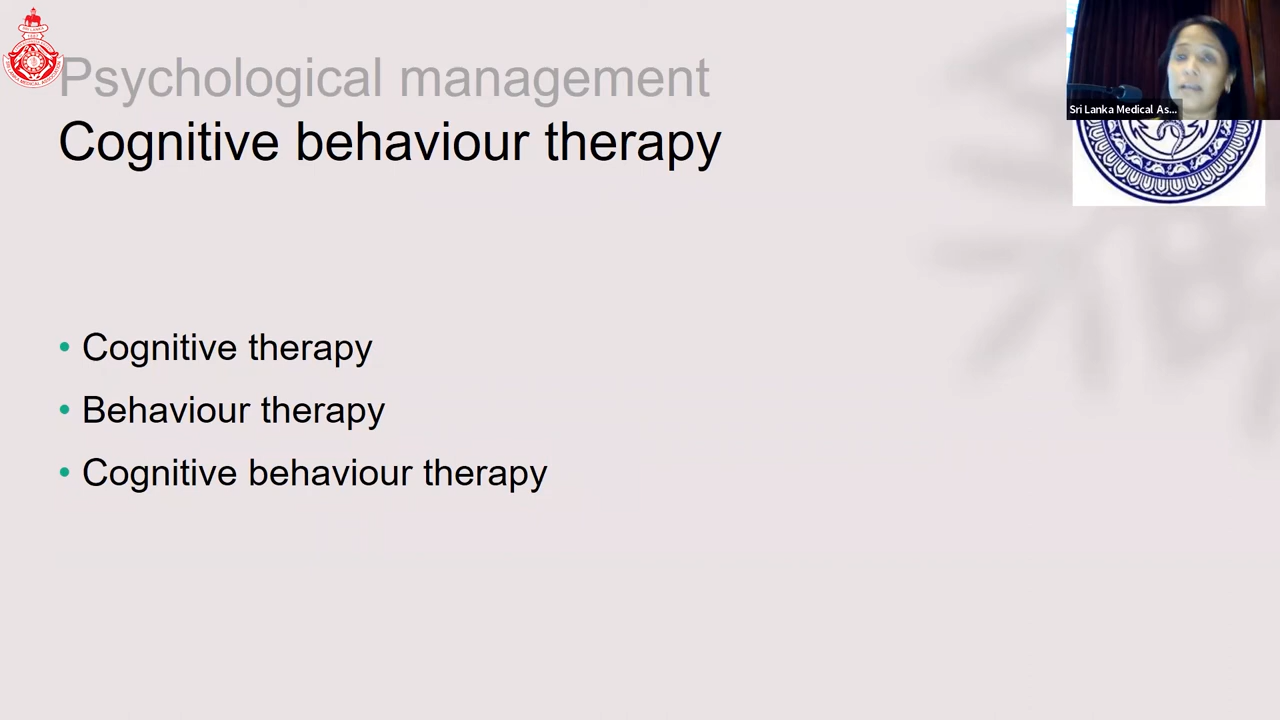 Psychological management
Cognitive behaviour therapy
Sri Lanka Medical As...
• Cognitive therapy
• Behaviour therapy
• Cognitive behaviour therapy